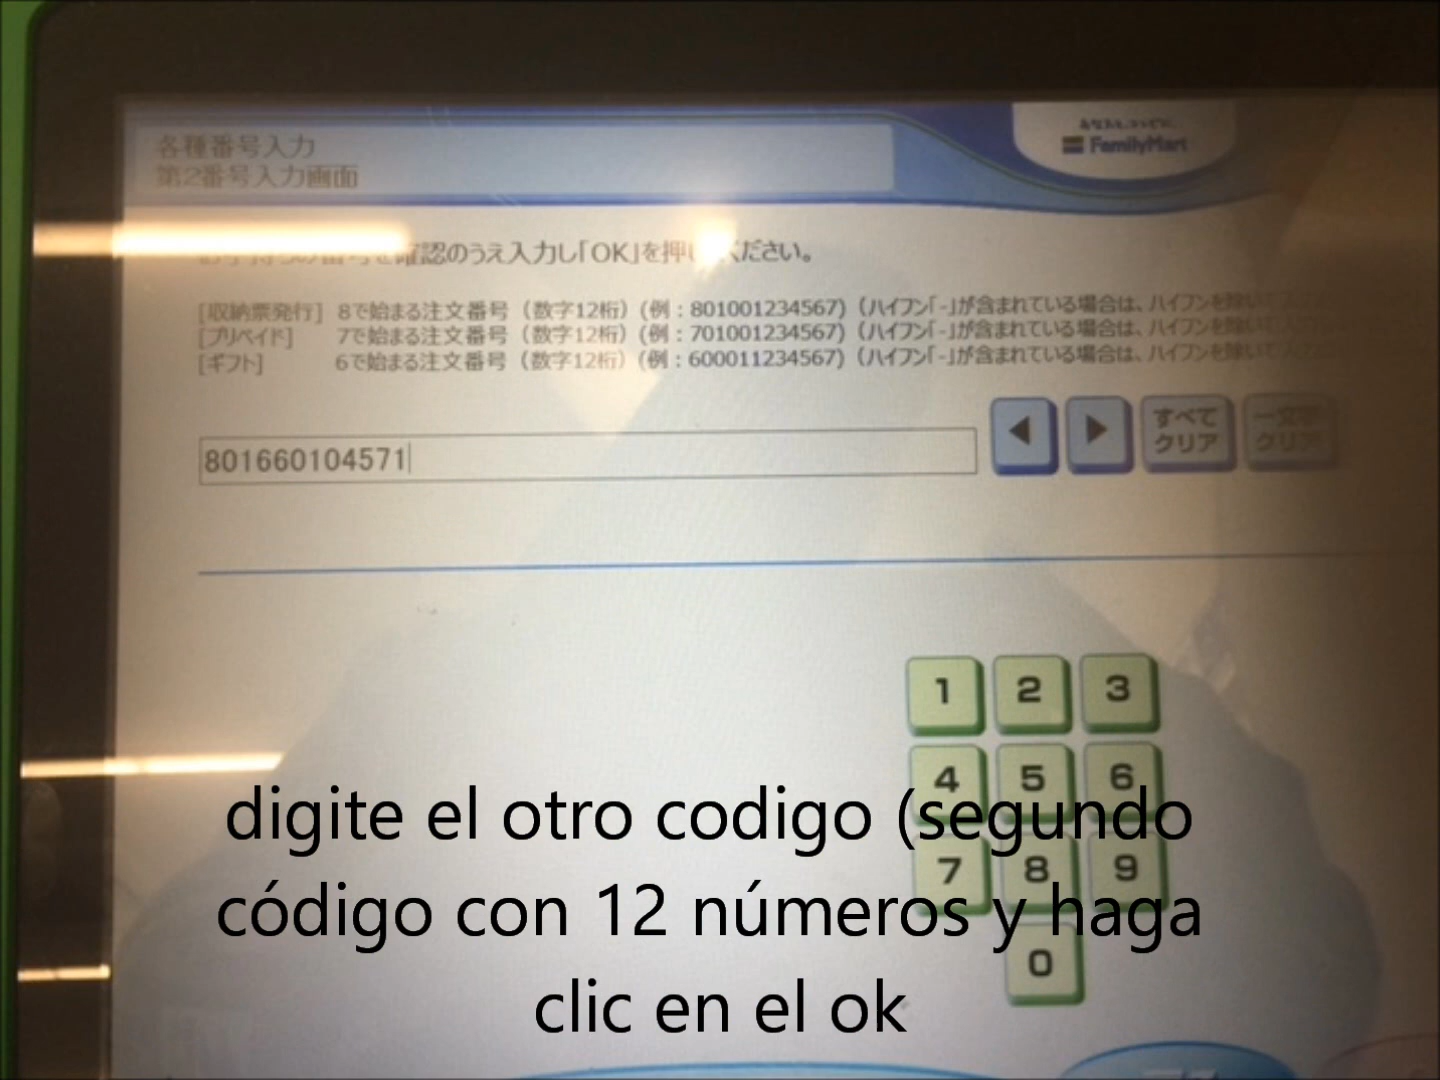 各種番号入力
第2番号入力画面
FamilyMart
確認のうえ入力し「OK」を押 ください。
[収納票発行] 8で始まる注文番号（数字12桁）(例：801001234567)（ハイフン「-」が含まれている場合は、ハイフンを除いて
[プリペイド] 7で始まる注文番号（数字12桁）(例：701001234567)（ハイフン「-」が含まれている場合は、ハイフンを除いて
[ギフト] 6で始まる注文番号（数字12桁）(例：600011234567)（ハイフン「-」が含まれている場合は、ハイフンを除いて
801660104571
◀ ▶ すべて クリア 一文字 クリア
1 2 3
4 5 6
7 8 9
0
digite el otro codigo (segundo
código con 12 números y haga
clic en el ok